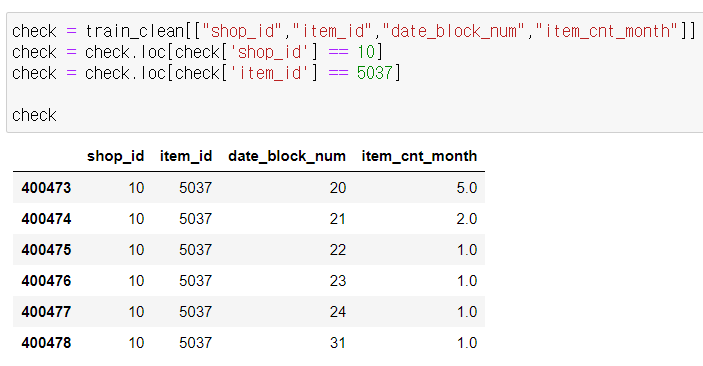 check = train_clean[["shop_id","item_id","date_block_num","item_cnt_month"]]
check = check.loc[check['shop_id'] == 10]
check = check.loc[check['item_id'] == 5037]
check
shop_id item_id date_block_num item_cnt_month
400473 10 5037 20 5.0
400474 10 5037 21 2.0
400475 10 5037 22 1.0
400476 10 5037 23 1.0
400477 10 5037 24 1.0
400478 10 5037 31 1.0